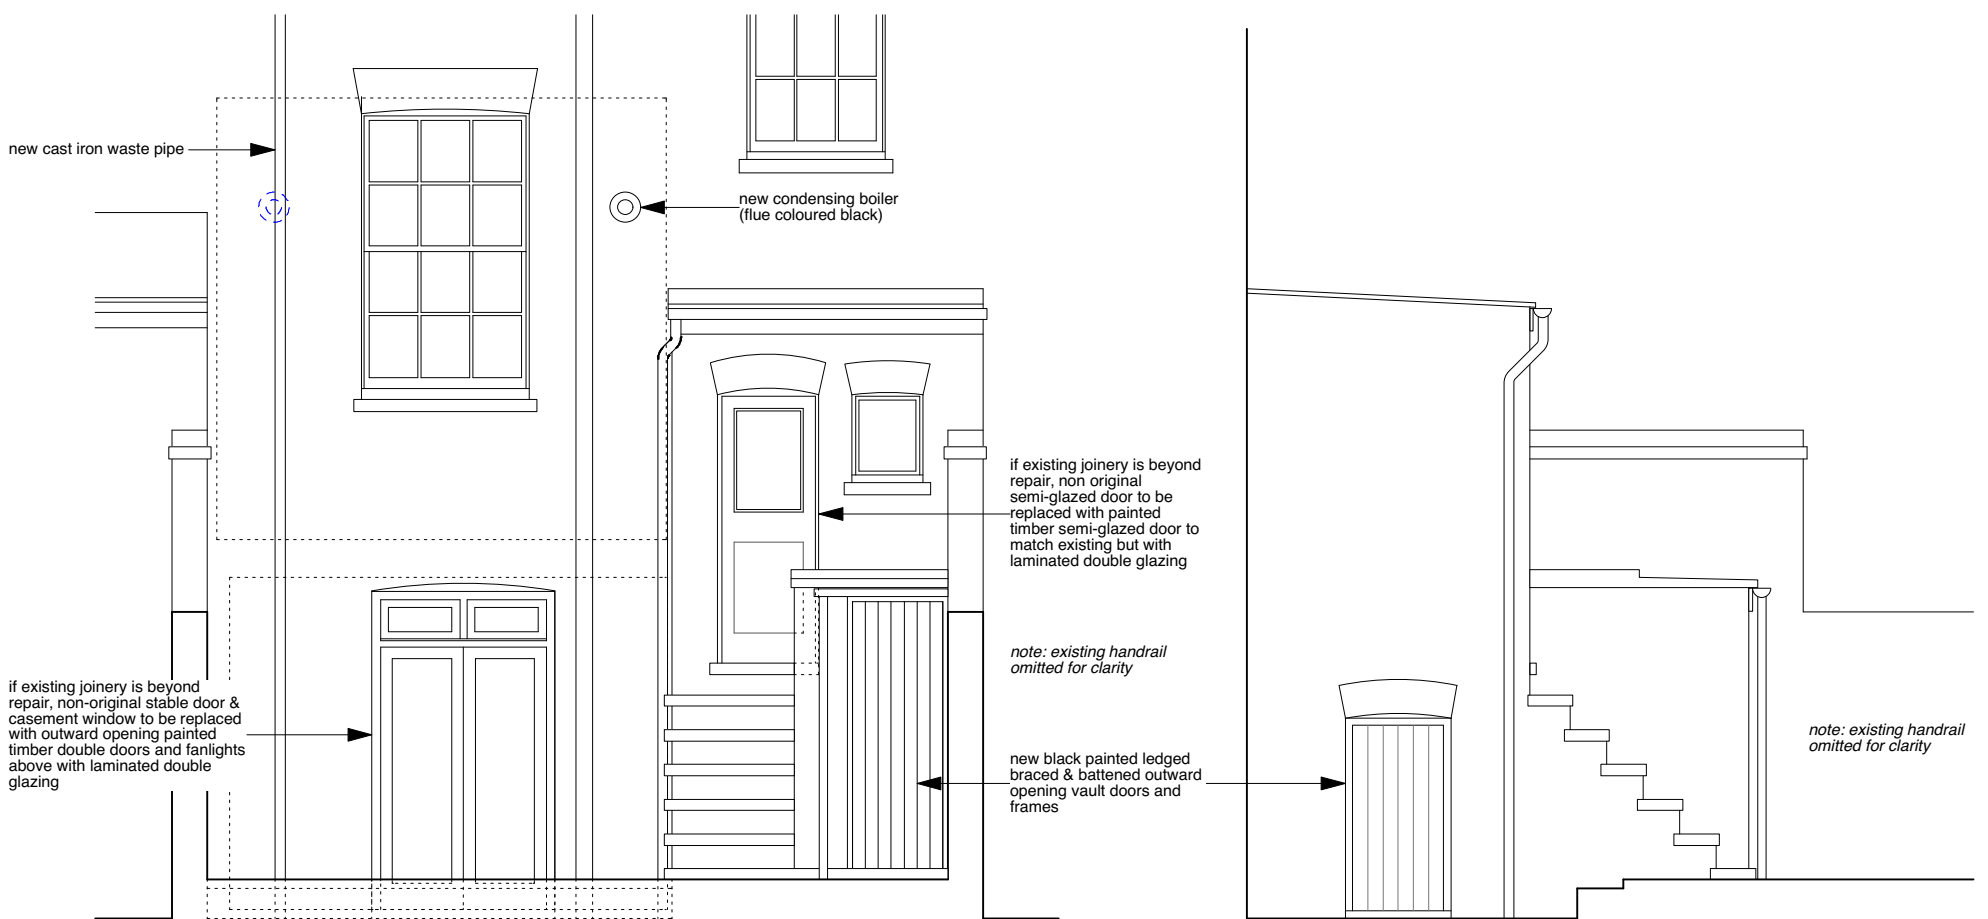 new cast iron waste pipe
new condensing boiler
(flue coloured black)
if existing joinery is beyond
repair, non original
semi-glazed door to be
replaced with painted
timber semi-glazed door to
match existing but with
laminated double glazing
note: existing handrail
omitted for clarity
if existing joinery is beyond
repair, non-original stable door &
casement window to be replaced
with outward opening painted
timber double doors and fanlights
above with laminated double
glazing
new black painted ledged
braced & battened outward
opening vault doors and
frames
note: existing handrail
omitted for clarity